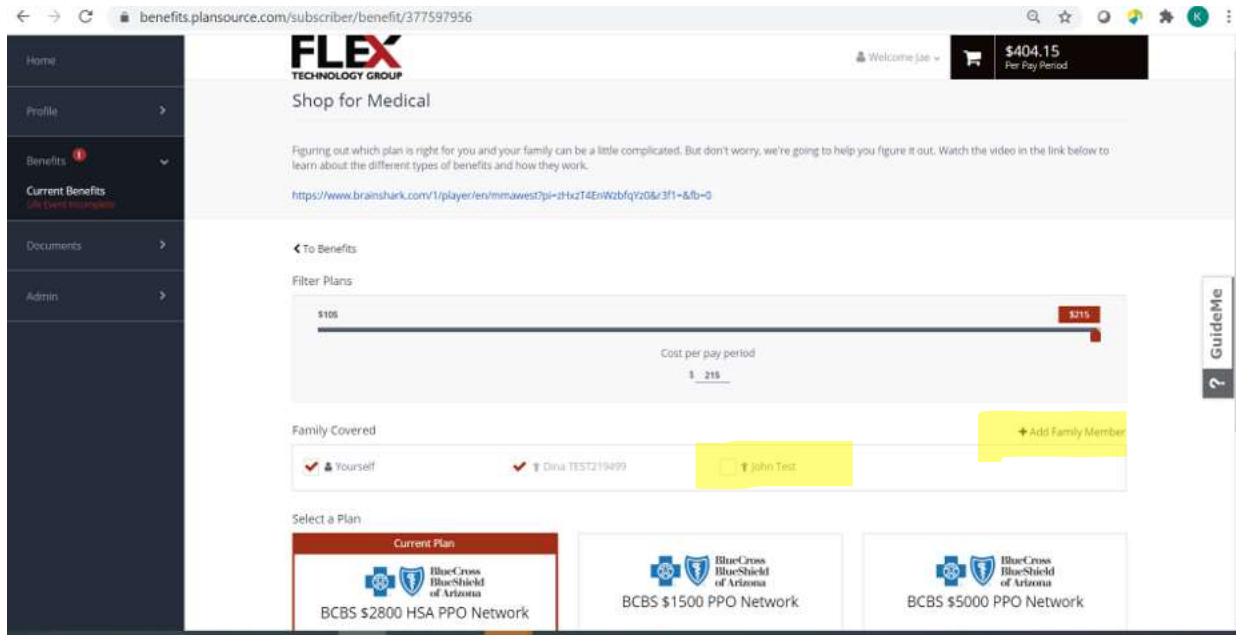 benefits.plansource.com/subscriber/benefit/377597956
K
Home
Profile
Benefits 1
Current Benefits
Life Event Incomplete
Documents
Admin
FLEX
TECHNOLOGY GROUP
Welcome Jae
$404.15
Per Pay Period
Shop for Medical
Figuring out which plan is right for you and your family can be a little complicated. But don't worry, we're going to help you figure it out. Watch the video in the link below to
learn about the different types of benefits and how they work.
https://www.brainshark.com/1/player/en/mmawest?pi=zHxzT4EnWzbfqYz0&r3f1=&fb=0
To Benefits
Filter Plans
$105
$215
Cost per pay period
$ 215
Family Covered
+ Add Family Member
Yourself
Dina TEST219499
John Test
Select a Plan
Current Plan
BlueCross
BlueShield
of Arizona
BCBS $2800 HSA PPO Network
BlueCross
BlueShield
of Arizona
BCBS $1500 PPO Network
BlueCross
BlueShield
of Arizona
BCBS $5000 PPO Network
? GuideMe